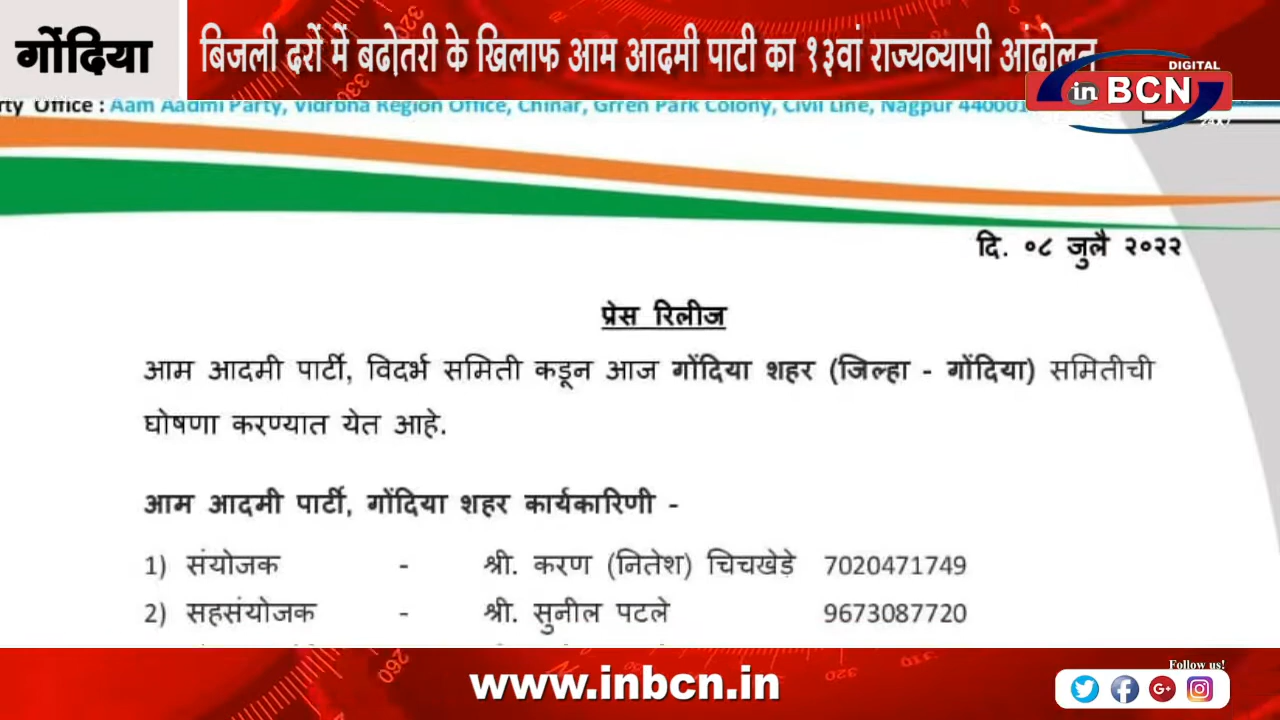 गोंदिया
बिजली दरों में बढो़तरी के खिलाफ आम आदमी पाटी का १३वां राज्यव्यापी आंदोलन
DIGITAL
in BCN
24X7
Office : Aam Aadmi Party, Vidrbha Region Office, Chinar, Grren Park Colony, Civil Line, Nagpur 440001
दि. ०८ जुलै २०२२
प्रेस रिलीज
आम आदमी पार्टी, विदर्भ समिती कडून आज गोंदिया शहर (जिल्हा - गोंदिया) समितीची
घोषणा करण्यात येत आहे.
आम आदमी पार्टी, गोंदिया शहर कार्यकारिणी -
1) संयोजक - श्री. करण (नितेश) चिचखेडे 7020471749
2) सहसंयोजक - श्री. सुनील पटले 9673087720
www.inbcn.in
Follow us!